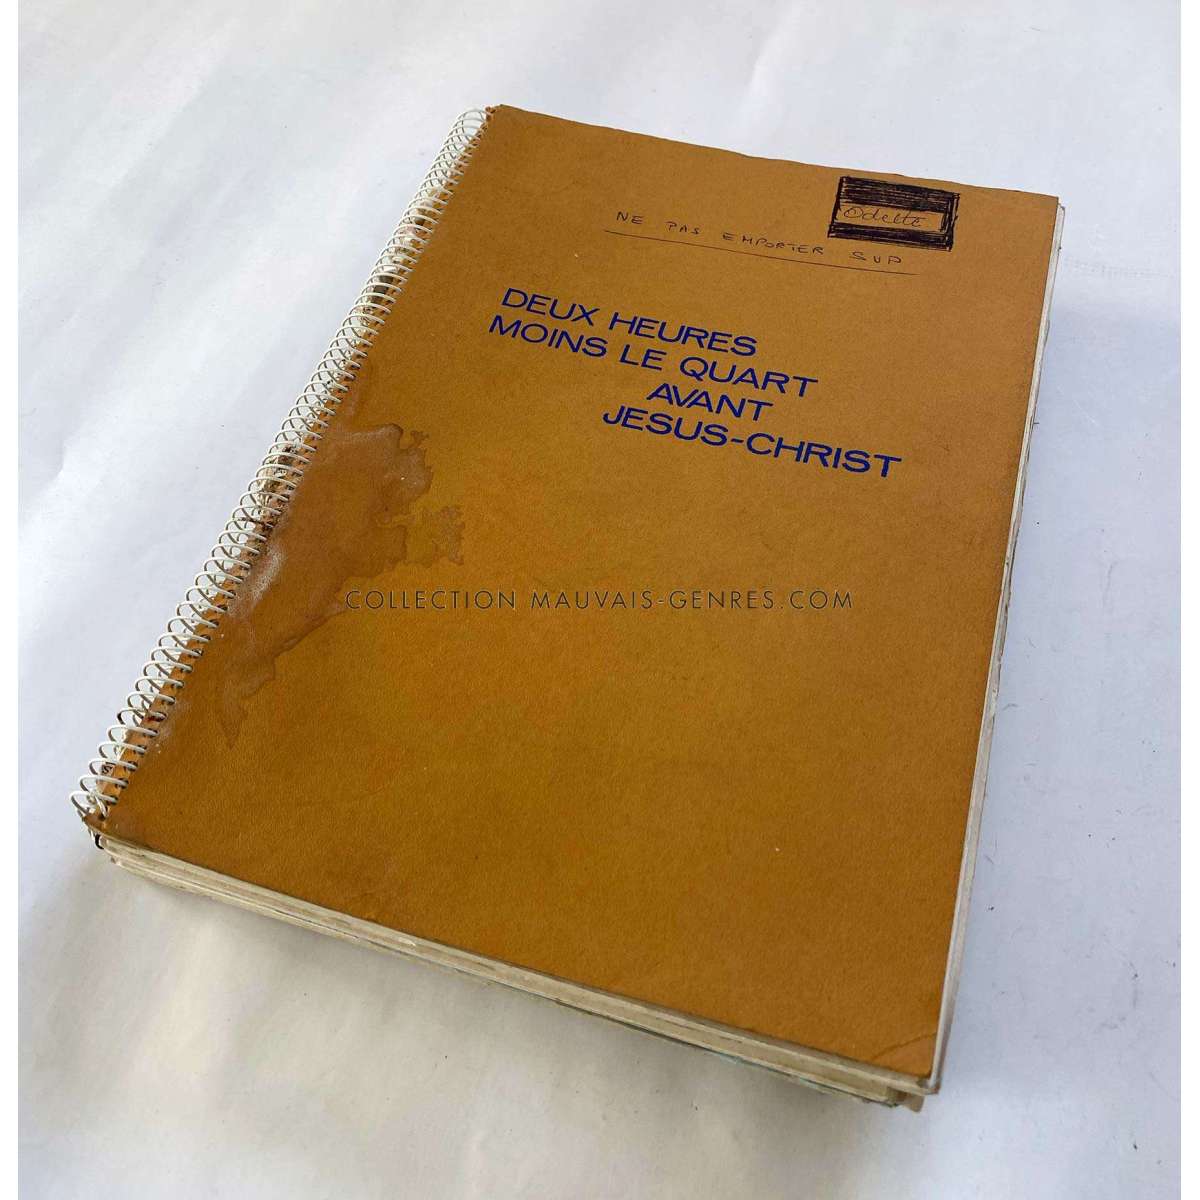 Odette
NE PAS EMPORTER SVP
DEUX HEURES
MOINS LE QUART
AVANT
JESUS-CHRIST
COLLECTION MAUVAIS-GENRES.COM